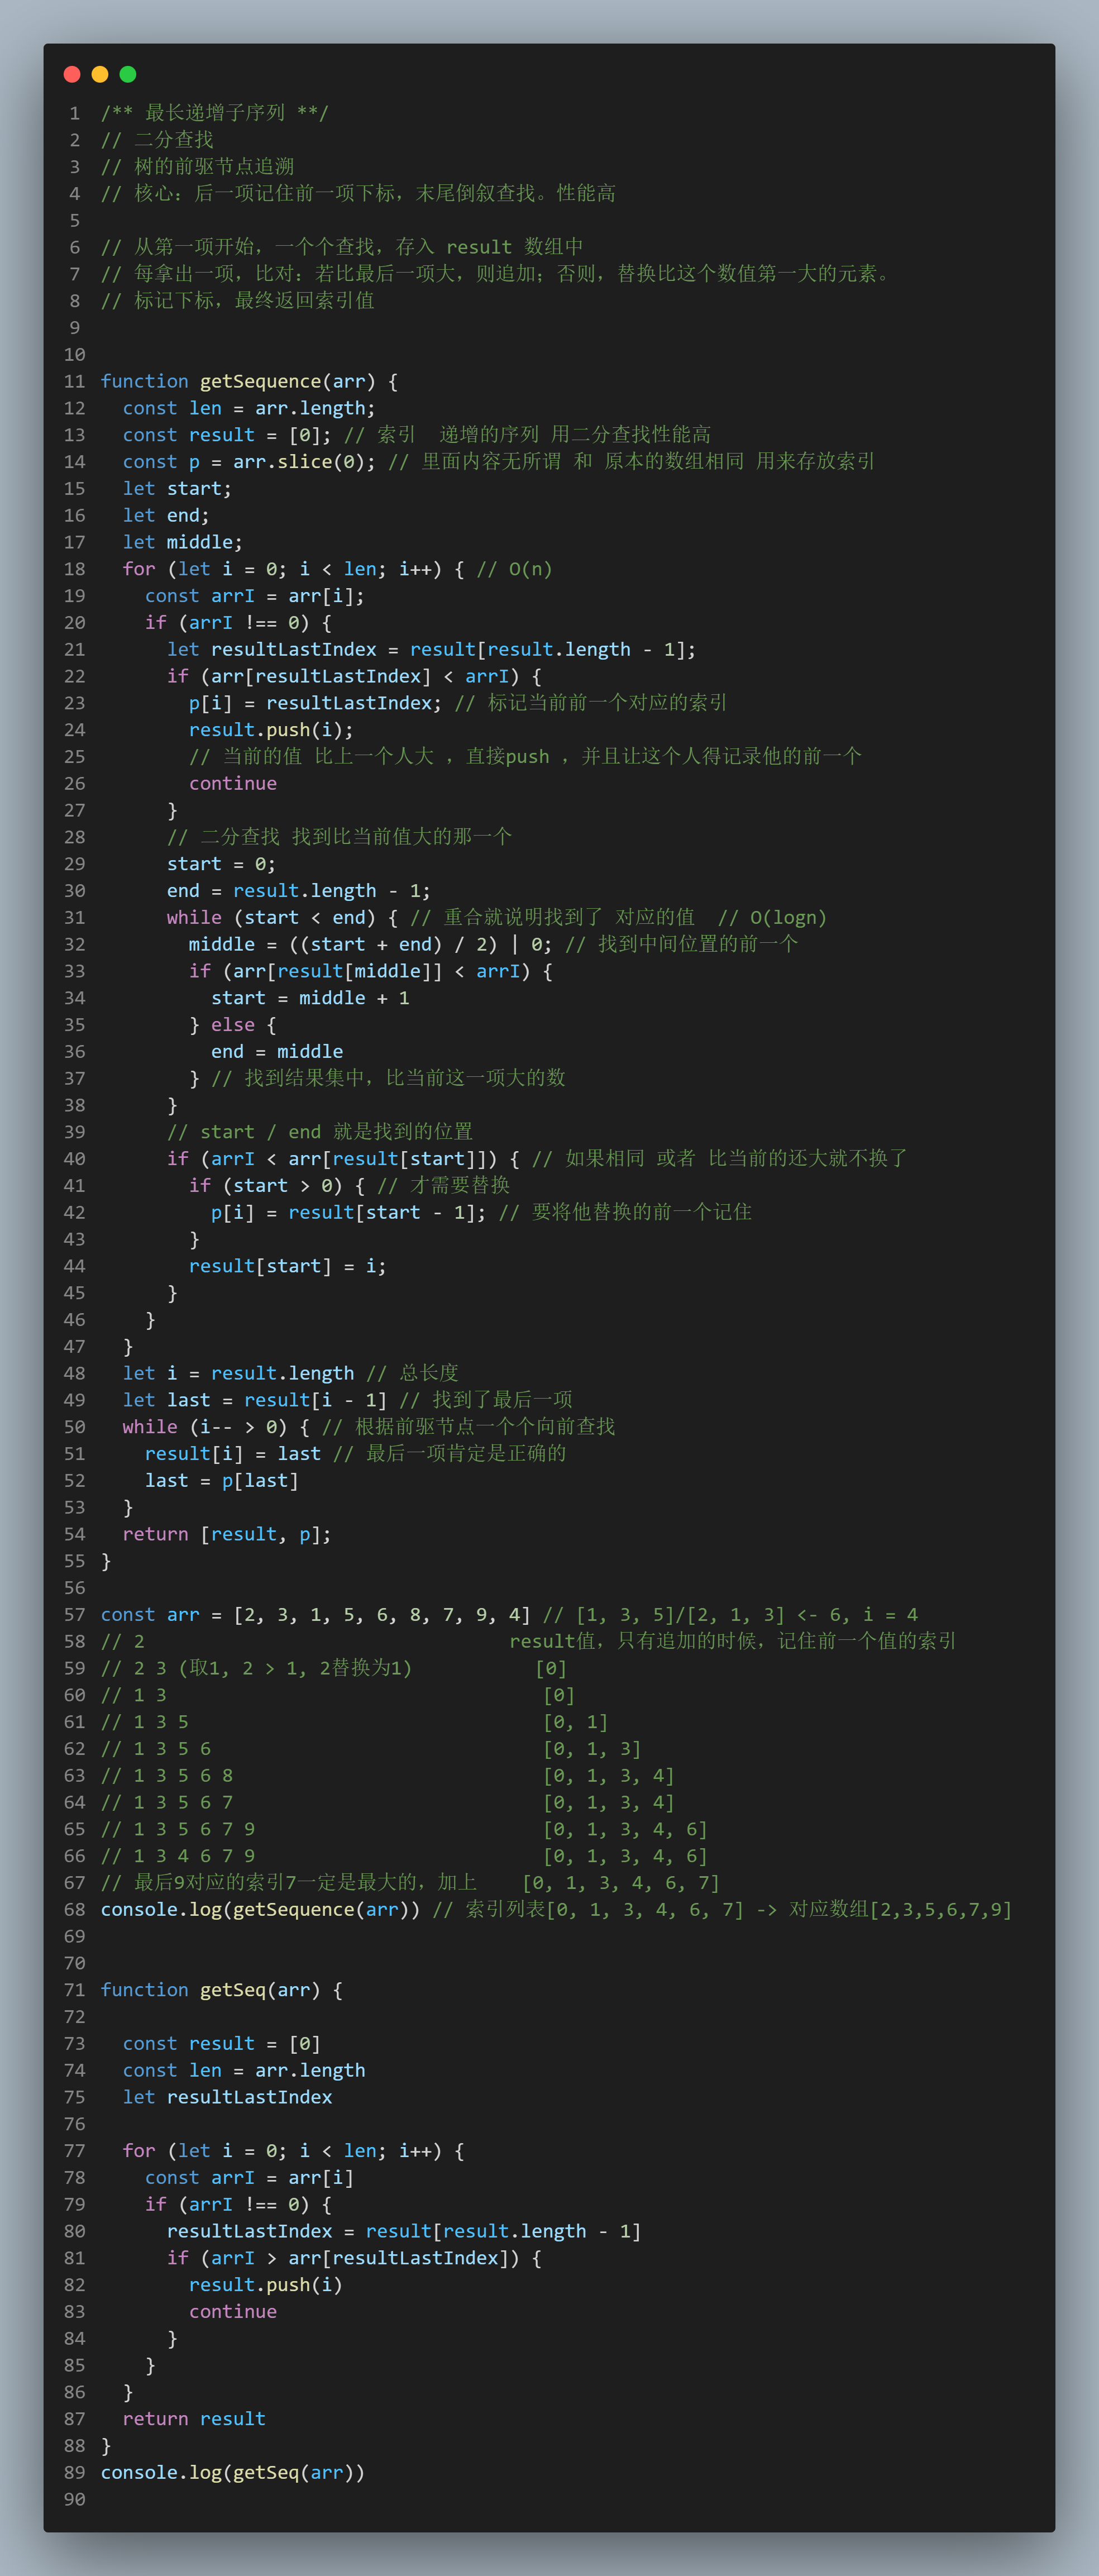 1 /** 最长递增子序列 **/
2 // 二分查找
3 // 树的前驱节点追溯
4 // 核心：后一项记住前一项下标，末尾倒叙查找。性能高
5
6 // 从第一项开始，一个个查找，存入 result 数组中
7 // 每拿出一项，比对：若比最后一项大，则追加；否则，替换比这个数值第一大的元素。
8 // 标记下标，最终返回索引值
9
10
11 function getSequence(arr) {
12   const len = arr.length;
13   const result = [0]; // 索引  递增的序列 用二分查找性能高
14   const p = arr.slice(0); // 里面内容无所谓 和 原本的数组相同 用来存放索引
15   let start;
16   let end;
17   let middle;
18   for (let i = 0; i < len; i++) { // O(n)
19     const arrI = arr[i];
20     if (arrI !== 0) {
21       let resultLastIndex = result[result.length - 1];
22       if (arr[resultLastIndex] < arrI) {
23         p[i] = resultLastIndex; // 标记当前前一个对应的索引
24         result.push(i);
25         // 当前的值 比上一个人大 ，直接push ，并且让这个人得记录他的前一个
26         continue
27       }
28       // 二分查找 找到比当前值大的那一个
29       start = 0;
30       end = result.length - 1;
31       while (start < end) { // 重合就说明找到了 对应的值  // O(logn)
32         middle = ((start + end) / 2) | 0; // 找到中间位置的前一个
33         if (arr[result[middle]] < arrI) {
34           start = middle + 1
35         } else {
36           end = middle
37         } // 找到结果集中，比当前这一项大的数
38       }
39       // start / end 就是找到的位置
40       if (arrI < arr[result[start]]) { // 如果相同 或者 比当前的还大就不换了
41         if (start > 0) { // 才需要替换
42           p[i] = result[start - 1]; // 要将他替换的前一个记住
43         }
44         result[start] = i;
45       }
46     }
47   }
48   let i = result.length // 总长度
49   let last = result[i - 1] // 找到了最后一项
50   while (i-- > 0) { // 根据前驱节点一个个向前查找
51     result[i] = last // 最后一项肯定是正确的
52     last = p[last]
53   }
54   return [result, p];
55 }
56
57 const arr = [2, 3, 1, 5, 6, 8, 7, 9, 4] // [1, 3, 5]/[2, 1, 3] <- 6, i = 4
58 // 2                                 result值，只有追加的时候，记住前一个值的索引
59 // 2 3 (取1, 2 > 1, 2替换为1)           [0]
60 // 1 3                                  [0]
61 // 1 3 5                                [0, 1]
62 // 1 3 5 6                              [0, 1, 3]
63 // 1 3 5 6 8                            [0, 1, 3, 4]
64 // 1 3 5 6 7                            [0, 1, 3, 4]
65 // 1 3 5 6 7 9                          [0, 1, 3, 4, 6]
66 // 1 3 4 6 7 9                          [0, 1, 3, 4, 6]
67 // 最后9对应的索引7一定是最大的，加上    [0, 1, 3, 4, 6, 7]
68 console.log(getSequence(arr)) // 索引列表[0, 1, 3, 4, 6, 7] -> 对应数组[2,3,5,6,7,9]
69
70
71 function getSeq(arr) {
72
73   const result = [0]
74   const len = arr.length
75   let resultLastIndex
76
77   for (let i = 0; i < len; i++) {
78     const arrI = arr[i]
79     if (arrI !== 0) {
80       resultLastIndex = result[result.length - 1]
81       if (arrI > arr[resultLastIndex]) {
82         result.push(i)
83         continue
84       }
85     }
86   }
87   return result
88 }
89 console.log(getSeq(arr))
90